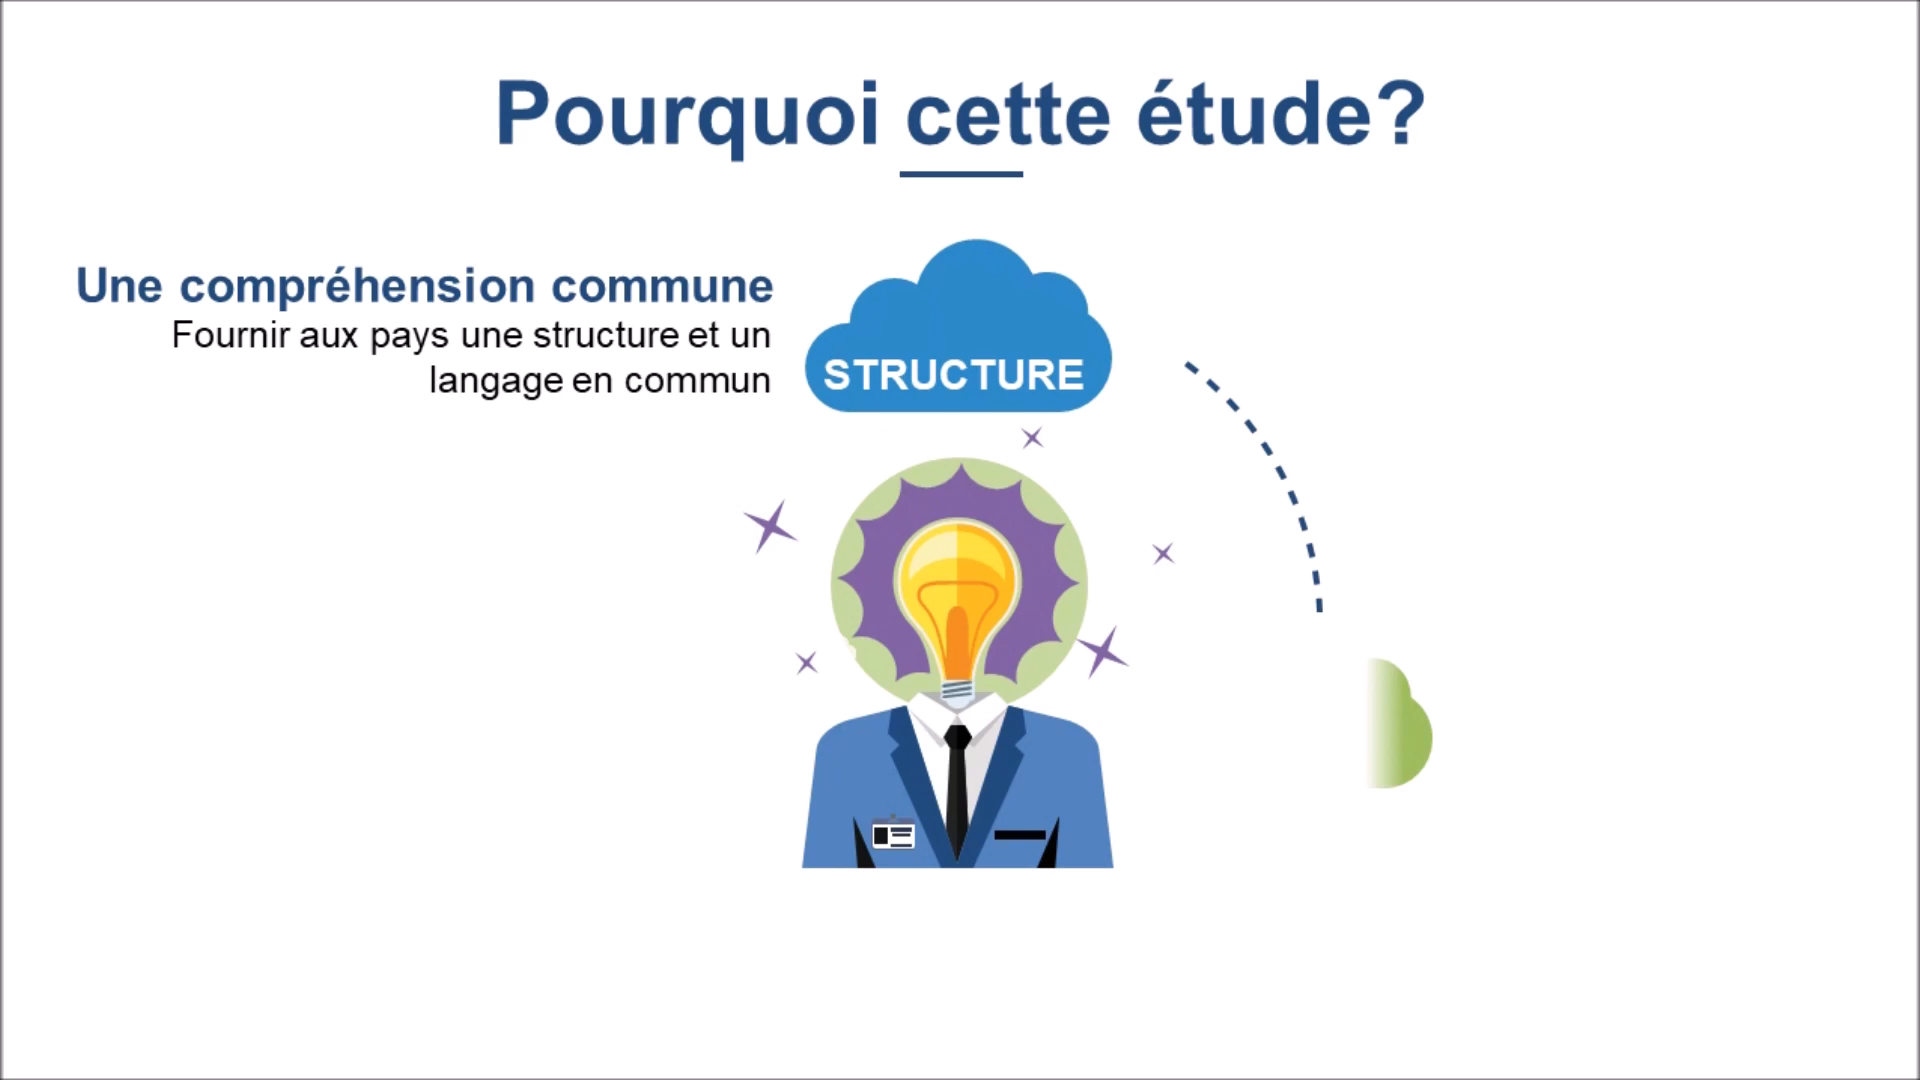 Pourquoi cette étude?
Une compréhension commune
Fournir aux pays une structure et un
langage en commun
STRUCTURE